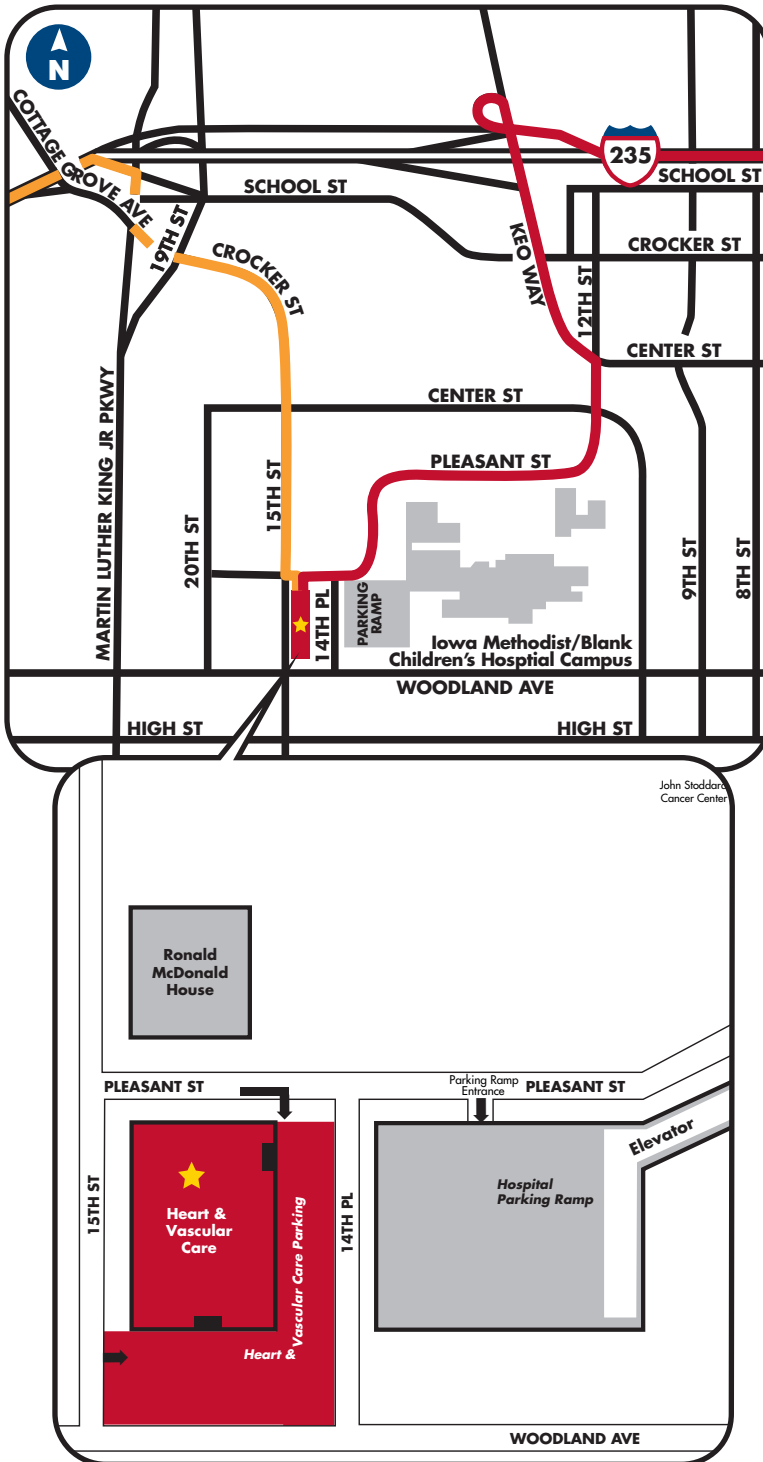 N
COTTAGE GROVE AVE
235
SCHOOL ST
SCHOOL ST
19TH ST
CROCKER ST
KEO WAY
CROCKER ST
12TH ST
CENTER ST
MARTIN LUTHER KING JR PKWY
CENTER ST
15TH ST
PLEASANT ST
20TH ST
9TH ST
8TH ST
14TH PL
PARKING
RAMP
Iowa Methodist/Blank
Children's Hosptial Campus
WOODLAND AVE
HIGH ST
HIGH ST
John Stoddard
Cancer Center
Ronald
McDonald
House
PLEASANT ST
Parking Ramp
Entrance
PLEASANT ST
Elevator
15TH ST
Heart &
Vascular
Care
Heart &
Vascular Care Parking
14TH PL
Hospital
Parking Ramp
WOODLAND AVE